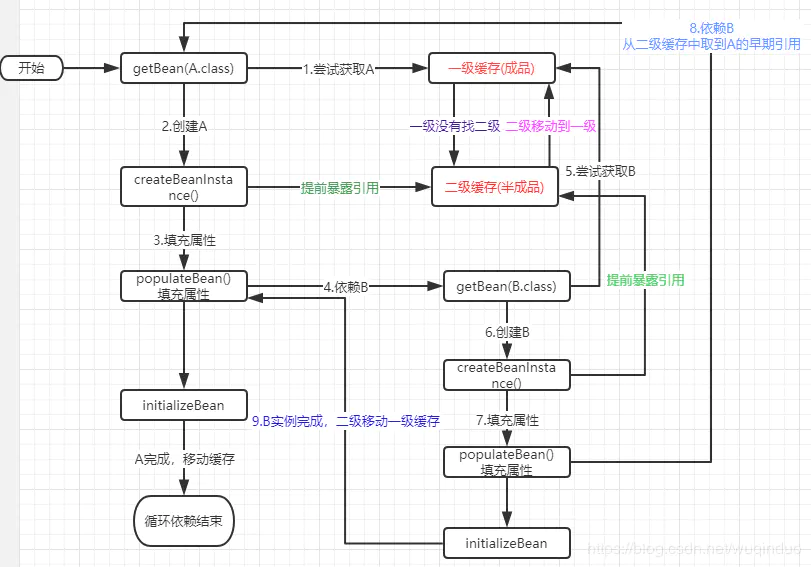 8.依赖B
从二级缓存中取到A的早期引用
开始
getBean(A.class)
1.尝试获取A
一级缓存(成品)
2.创建A
一级没有找二级
二级移动到一级
createBeanInsta
nce()
提前暴露引用
二级缓存(半成品)
5.尝试获取B
3.填充属性
populateBean()
填充属性
4.依赖B
getBean(B.class)
提前暴露引用
6.创建B
createBeanInsta
nce()
initializeBean
9.B实例完成，二级移动一级缓存
7.填充属性
A完成，移动缓存
populateBean()
填充属性
循环依赖结束
initializeBean
https://blog.csdn.net/wuqinduo